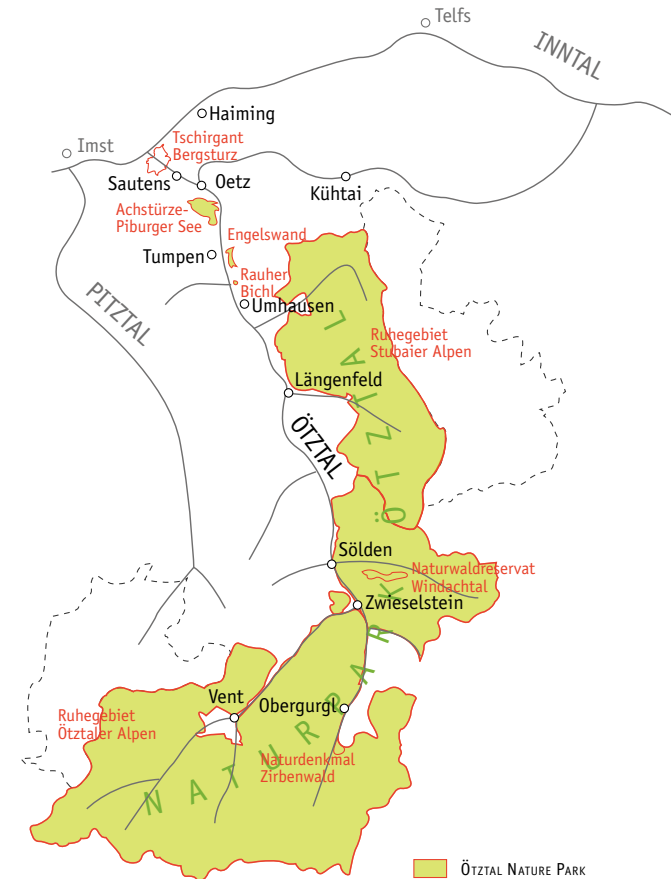 Telfs
INNTAL
Haiming
Imst
Tschirgant
Bergsturz
Sautens
Oetz
Kühtai
Achstürze-
Piburger See
Engelswand
Tumpen
Rauher
Bichl
Umhausen
PITZTAL
Ruhegebiet
Stubaier Alpen
Längenfeld
ÖTZTAL
Sölden
Naturwaldreservat
Windachtal
Zwieselstein
Vent
Obergurgl
Ruhegebiet
Ötztaler Alpen
Naturdenkmal
Zirbenwald
NATURPARK ÖTZTAL
ÖTZTAL NATURE PARK